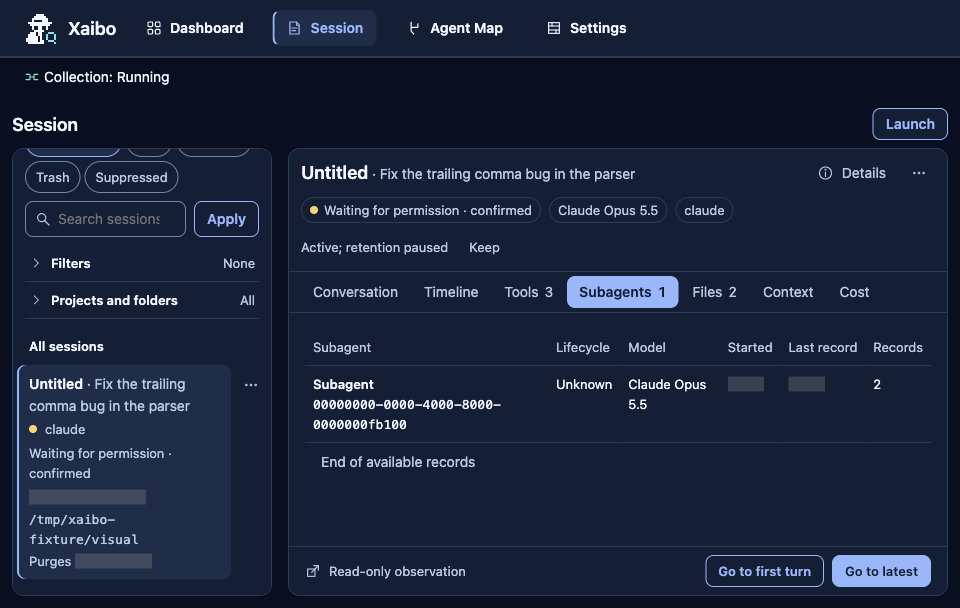 Xaibo
Dashboard
Session
Agent Map
Settings
Collection: Running
Session
Launch
Trash
Suppressed
Search sessions
Apply
Filters
None
Projects and folders
All
All sessions
Untitled · Fix the trailing
comma bug in the parser
claude
Waiting for permission ·
confirmed
/tmp/xaibo-
fixture/visual
Purges
Untitled · Fix the trailing comma bug in the parser
Details
Waiting for permission · confirmed
Claude Opus 5.5
claude
Active; retention paused
Keep
Conversation
Timeline
Tools 3
Subagents 1
Files 2
Context
Cost
Subagent
Lifecycle
Model
Started
Last record
Records
Subagent
00000000-0000-4000-8000-
0000000fb100
Unknown
Claude Opus
5.5
2
End of available records
Read-only observation
Go to first turn
Go to latest